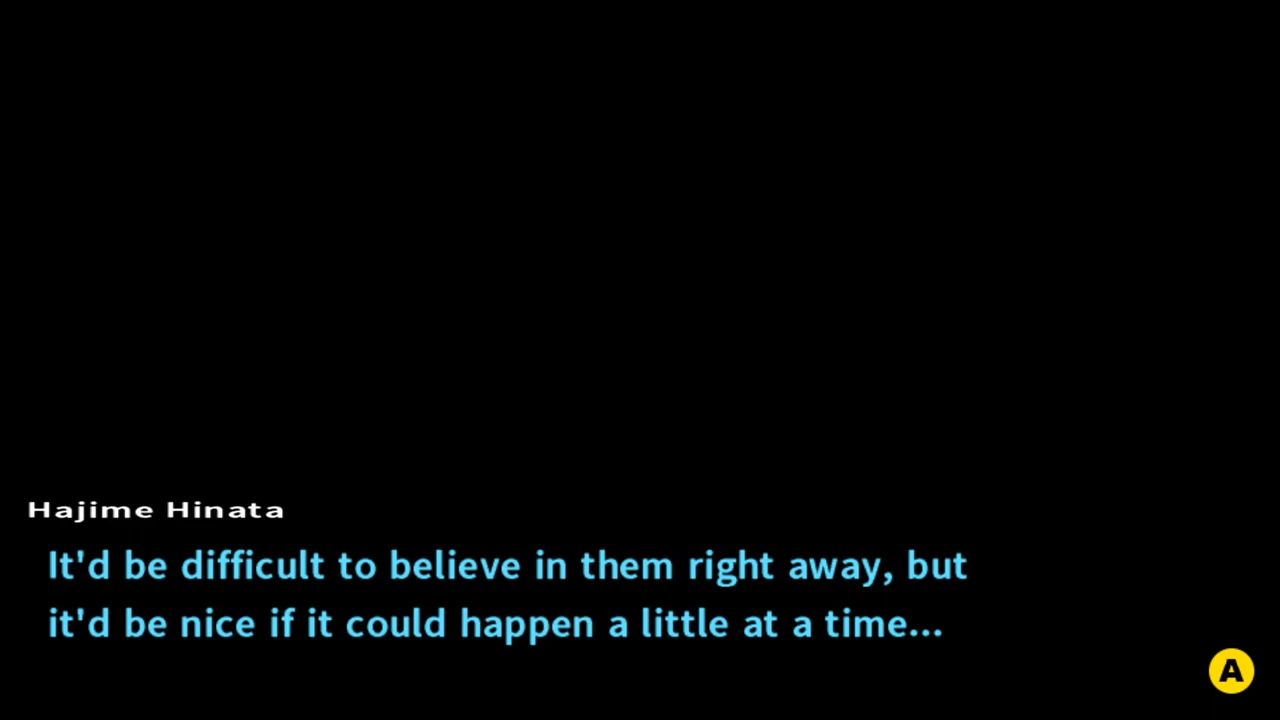 Hajime Hinata
It'd be difficult to believe in them right away, but
it'd be nice if it could happen a little at a time...
A